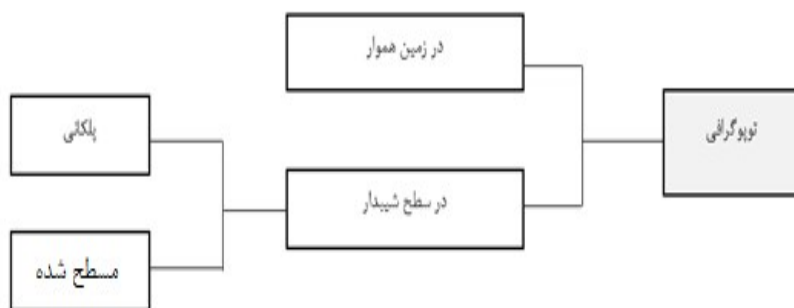 توپوگرافی
در زمین هموار
در سطح شیبدار
پلکانی
مسطح شده